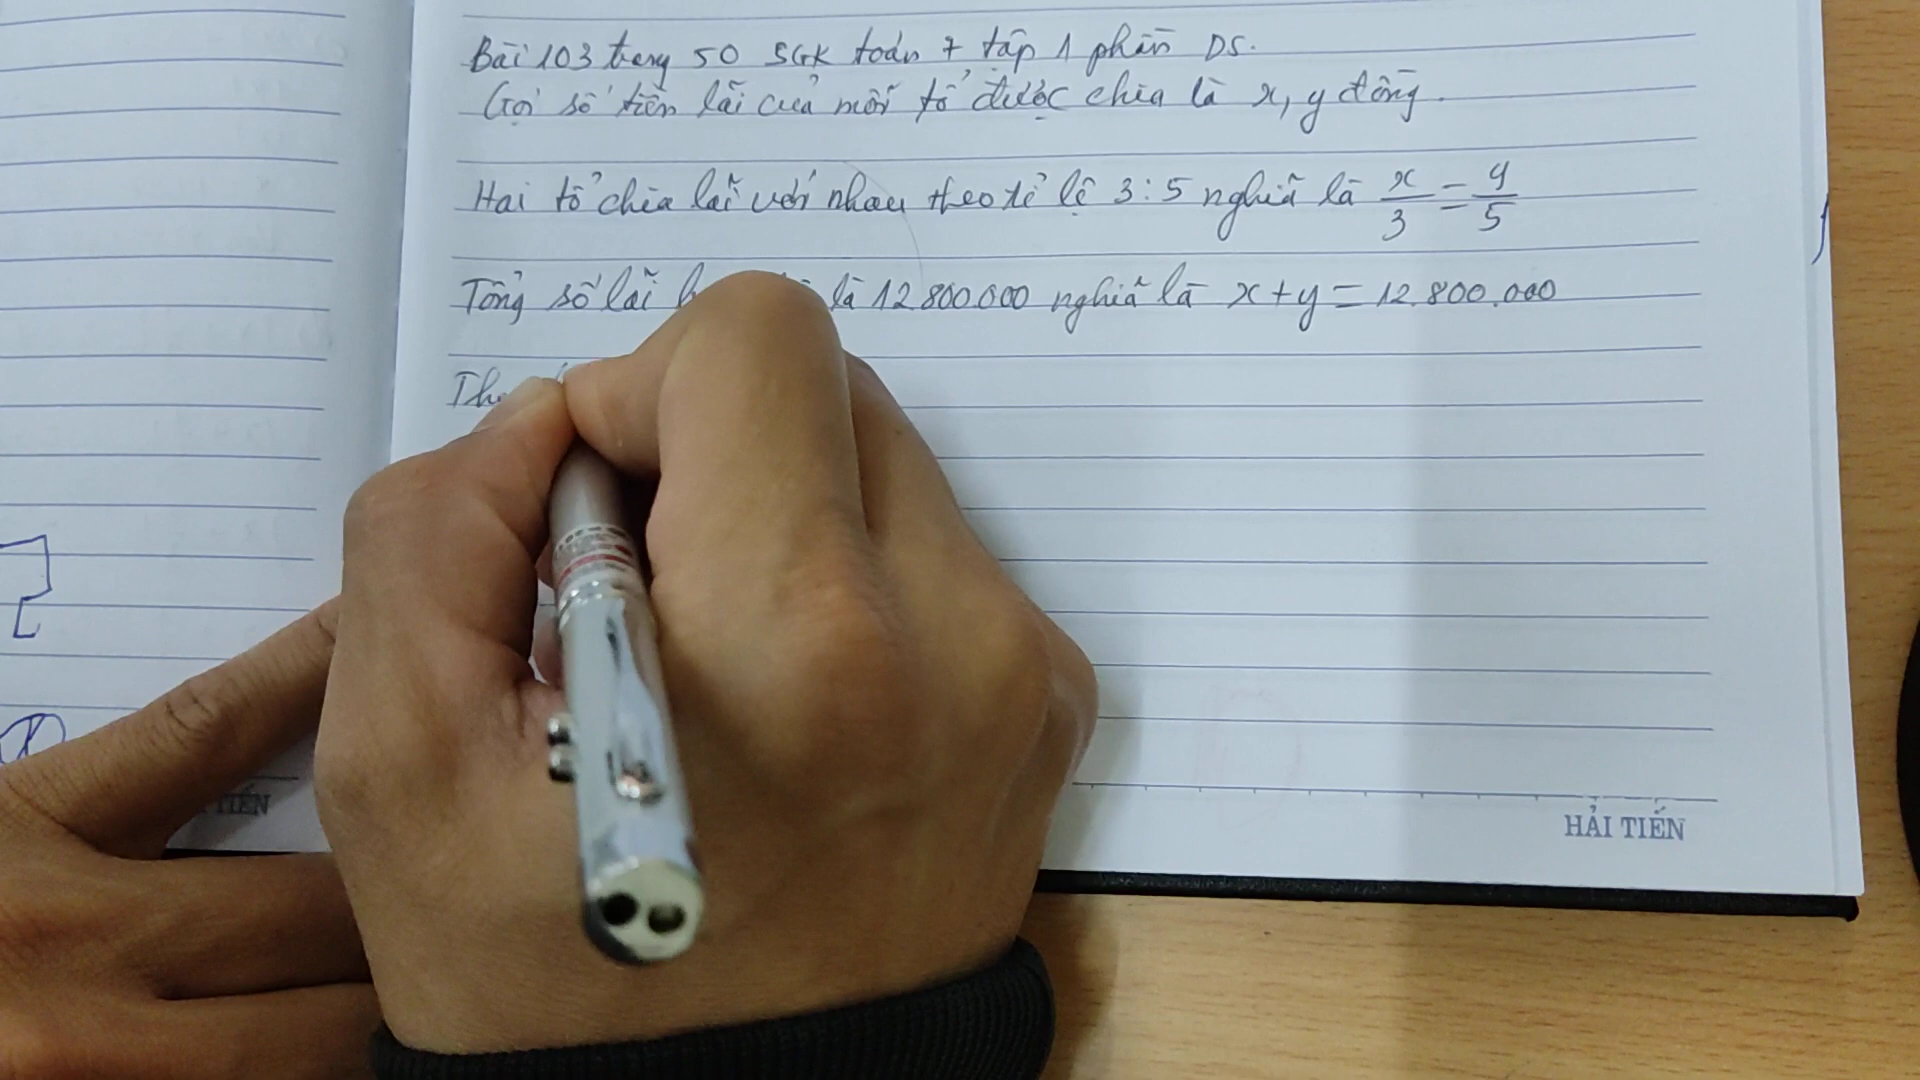 Bài 103 trang 50 SGK toán 7 tập 1 phần DS.
Gọi số tiền lãi của mỗi tổ được chia là x, y đồng.
Hai tổ chia lãi với nhau theo tỉ lệ 3:5 nghĩa là x/3 = y/5
Tổng số lãi là 12.800.000 nghĩa là x+y = 12.800.000
HẢI TIẾN
TIẾN